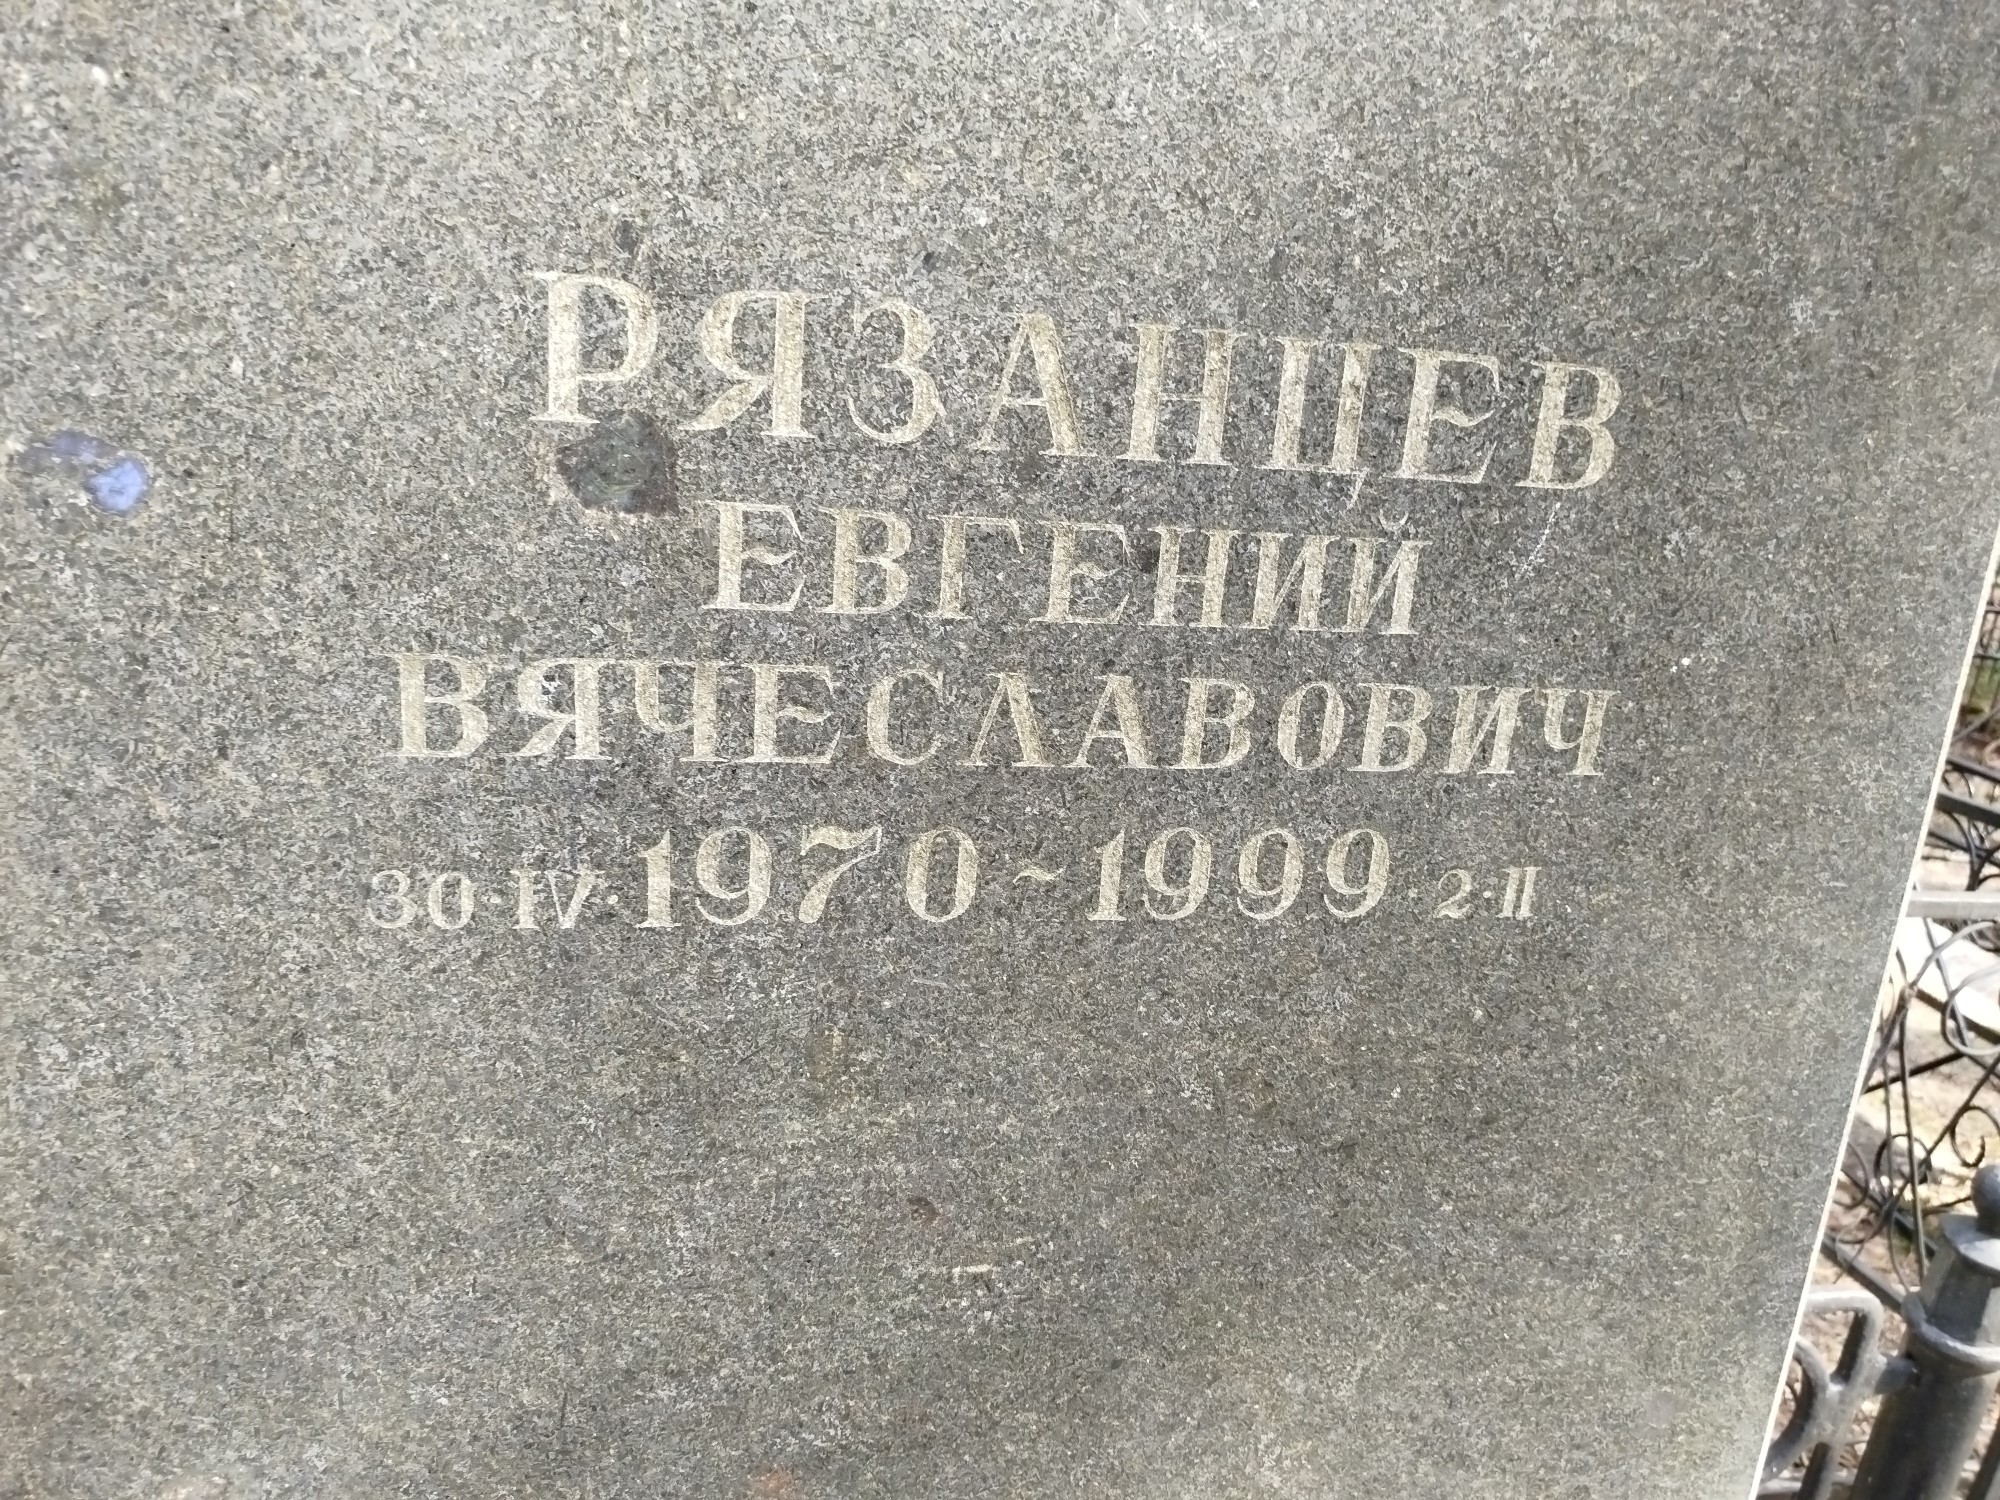 РЯЗАНЦЕВ
ЕВГЕНИЙ
ВЯЧЕСЛАВОВИЧ
30·IV·1970~1999·2·II